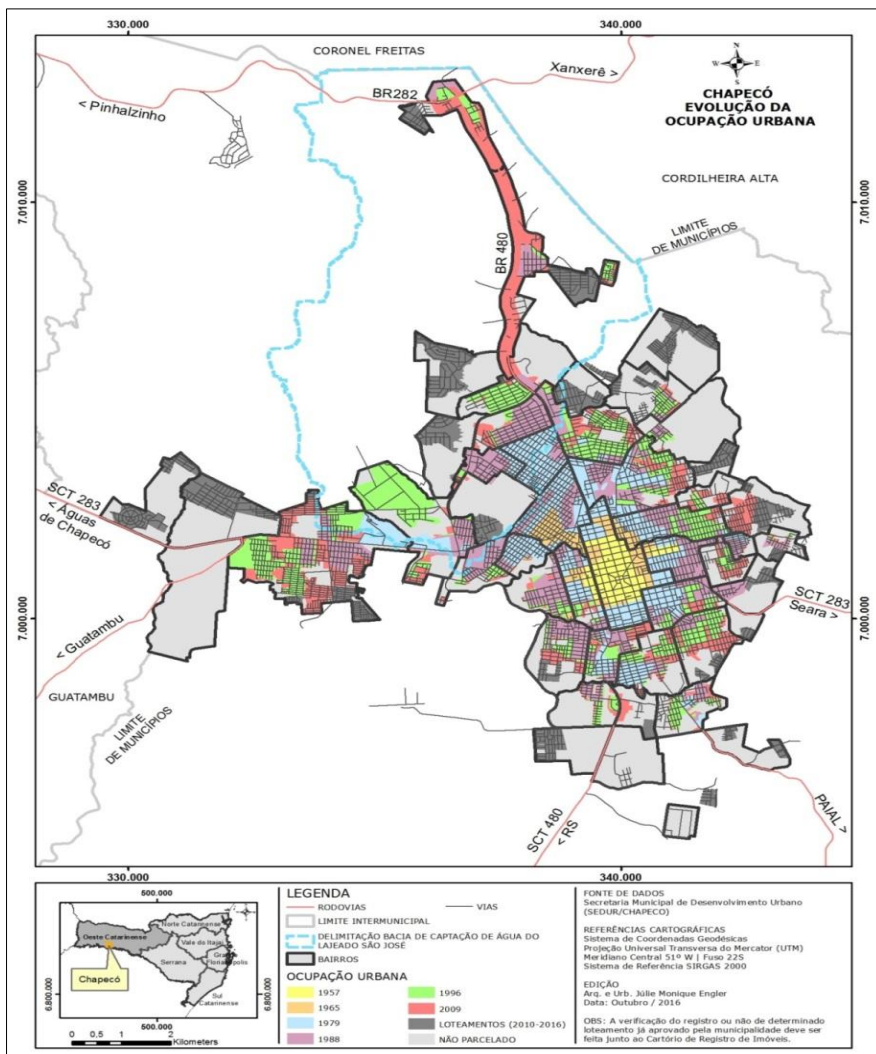 330.000
340.000
CORONEL FREITAS
Xanxerê >
N
W
E
S
CHAPECÓ
EVOLUÇÃO DA
OCUPAÇÃO URBANA
BR282
< Pinhalzinho
CORDILHEIRA ALTA
7.010.000
7.010.000
LIMITE
DE MUNICÍPIOS
BR 480
SCT 283
< Águas
de Chapecó
SCT 283
Seara >
7.000.000
7.000.000
< Guatambu
GUATAMBU
LIMITE
DE MUNICÍPIOS
SCT 480
< RS
PAIAL >
330.000
340.000
500.000
Norte Catarinense
Oeste Catarinense
Vale do Itajaí
Serrana
Grande
Florianópolis
Sul
Catarinense
Chapecó
6.800.000
6.800.000
500.000
0 0,5 1 2
Kilometers
LEGENDA
RODOVIAS
VIAS
LIMITE INTERMUNICIPAL
DELIMITAÇÃO BACIA DE CAPTAÇÃO DE ÁGUA DO
LAJEADO SÃO JOSÉ
BAIRROS
OCUPAÇÃO URBANA
1957
1965
1979
1988
1996
2009
LOTEAMENTOS (2010-2016)
NÃO PARCELADO
FONTE DE DADOS
Secretaria Municipal de Desenvolvimento Urbano
(SEDUR/CHAPECO)
REFERÊNCIAS CARTOGRÁFICAS
Sistema de Coordenadas Geodésicas
Projeção Universal Transversa do Mercator (UTM)
Meridiano Central 51º W | Fuso 22S
Sistema de Referência SIRGAS 2000
EDIÇÃO
Arq. e Urb. Júlie Monique Engler
Data: Outubro / 2016
OBS: A verificação do registro ou não de determinado
loteamento já aprovado pela municipalidade deve ser
feita junto ao Cartório de Registro de Imóveis.